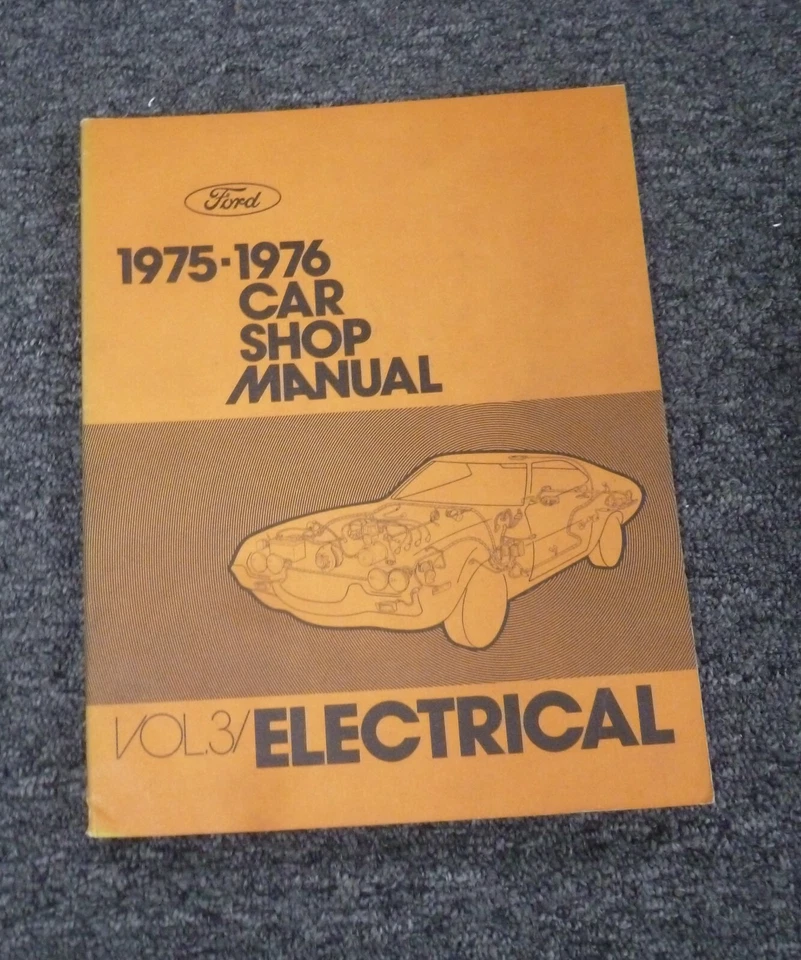 Ford
1975-1976
CAR
SHOP
MANUAL
VOL.3/ELECTRICAL